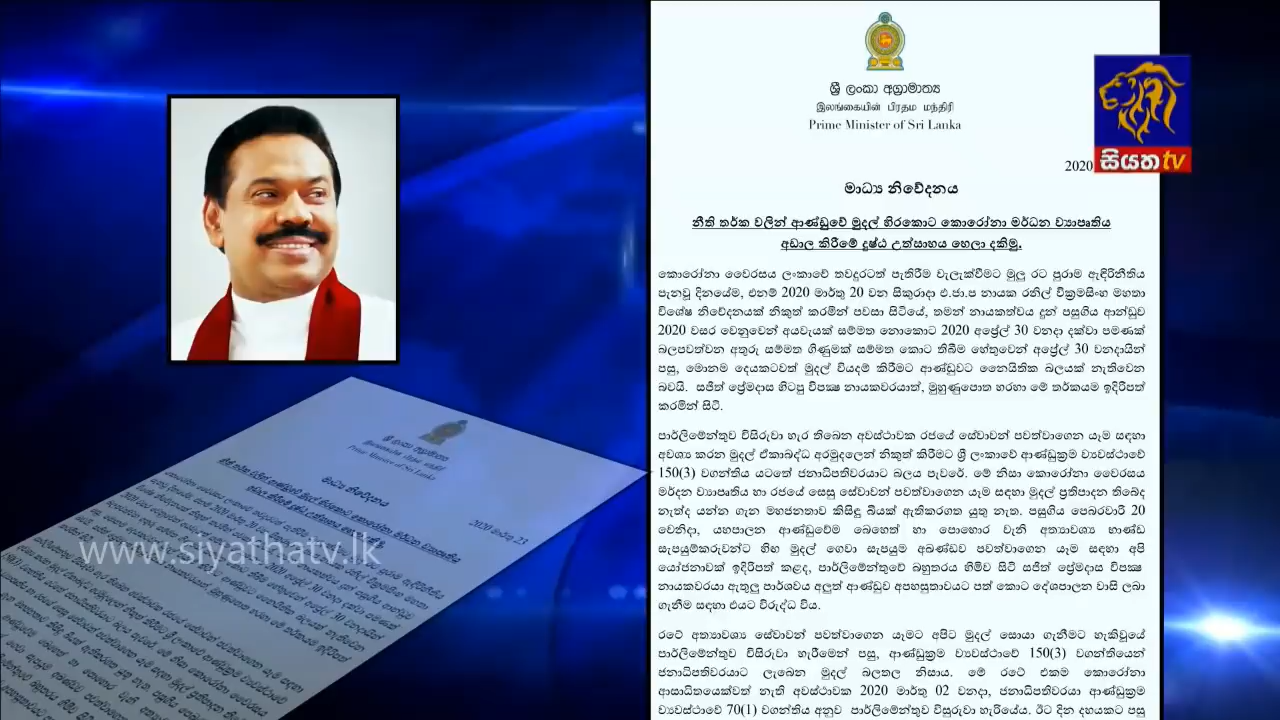 ශ්‍රී ලංකා අග්‍රාමාත්‍ය
இலங்கையின் பிரதம மந்திரி
Prime Minister of Sri Lanka
2020
සියත tv
මාධ්‍ය නිවේදනය
නීති තර්ක වලින් ආණ්ඩුවේ මුදල් හිරකොට කොරෝනා මර්ධන ව්‍යාපෘතිය
අඩාල කිරීමේ දුෂ්ඨ උත්සාහය හෙලා දකිමු.
කොරෝනා වෛරසය ලංකාවේ තවදුරටත් පැතිරීම වැලැක්වීමට මුලු රට පුරාම ඇඳිරිනීතිය
පැනවූ දිනයේම, එනම් 2020 මාර්තු 20 වන සිකුරාදා එ.ජා.ප නායක රනිල් වික්‍රමසිංහ මහතා
විශේෂ නිවේදනයක් නිකුත් කරමින් පවසා සිටියේ, තමන් නායකත්වය දුන් පසුගිය ආන්ඩුව
2020 වසර වෙනුවෙන් අයවැයක් සම්මත නොකොට 2020 අප්‍රේල් 30 වනදා දක්වා පමණක්
බලපවත්වන අතුරු සම්මත ගිණුමක් සම්මත කොට තිබීම හේතුවෙන් අප්‍රේල් 30 වනදායින්
පසු, මොනම දෙයකටවත් මුදල් වියදම් කිරීමට ආණ්ඩුවට නෛයිතික බලයක් නැතිවෙන
බවයි. සජිත් ප්‍රේමදාස හිටපු විපක්‍ෂ නායකවරයාත්, මුහුණුපොත හරහා මේ තර්කයම ඉදිරිපත්
කරමින් සිටී.
පාර්ලිමේන්තුව විසිරුවා හැර තිබෙන අවස්ථාවක රජයේ සේවාවන් පවත්වාගෙන යෑම සඳහා
අවශ්‍ය කරන මුදල් ඒකාබද්ධ අරමුදලෙන් නිකුත් කිරීමට ශ්‍රී ලංකාවේ ආණ්ඩුක්‍රම ව්‍යවස්ථාවේ
150(3) වගන්තිය යටතේ ජනාධිපතිවරයාට බලය පැවරේ. මේ නිසා කොරෝනා වෛරසය
මර්දන ව්‍යාපෘතිය හා රජයේ සෙසු සේවාවන් පවත්වාගෙන යෑම සඳහා මුදල් ප්‍රතිපාදන තිබේද
නැත්ද යන්න ගැන මහජනතාව කිසිඳු බියක් ඇතිකරගත යුතු නැත. පසුගිය පෙබරවාරි 20
වෙනිදා, යහපාලන ආණ්ඩුවේම බෙහෙත් හා පොහොර වැනි අත්‍යාවශ්‍ය භාණ්ඩ
සැපයුම්කරුවන්ට හිඟ මුදල් ගෙවා සැපයුම අඛණ්ඩව පවත්වාගෙන යෑම සඳහා අපි
යෝජනාවක් ඉදිරිපත් කළද, පාර්ලිමේන්තුවේ බහුතරය හිමිව සිටි සජිත් ප්‍රේමදාස විපක්‍ෂ
නායකවරයා ඇතුලු පාර්ශවය අලුත් ආණ්ඩුව අපහසුතාවයට පත් කොට දේශපාලන වාසි ලබා
ගැනීම සඳහා එයට විරුද්ධ විය.
රටේ අත්‍යාවශ්‍ය සේවාවන් පවත්වාගෙන යෑමට අපිට මුදල් සොයා ගැනීමට හැකිවූයේ
පාර්ලිමේන්තුව විසිරුවා හැරීමෙන් පසු, ආණ්ඩුක්‍රම ව්‍යවස්ථාවේ 150(3) වගන්තියෙන්
ජනාධිපතිවරයාට ලැබෙන මුදල් බලතල නිසාය. මේ රටේ එකම කොරෝනා
ආසාධිතයෙක්වත් නැති අවස්ථාවක 2020 මාර්තු 02 වනදා, ජනාධිපතිවරයා ආණ්ඩුක්‍රම
ව්‍යවස්ථාවේ 70(1) වගන්තිය අනුව පාර්ලිමේන්තුව විසුරුවා හැරියේය. ඊට දින දහයකට පසු
ශ්‍රී ලංකා අග්‍රාමාත්‍ය
Prime Minister of Sri Lanka
මාධ්‍ය නිවේදනය
2020 මාර්තු 23
www.siyathatv.lk